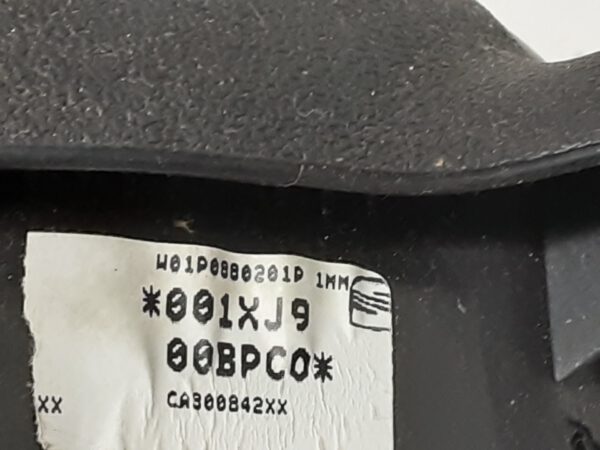 W01P0880201P 1MM
*001XJ9
00BPCO*
XX CA300842XX